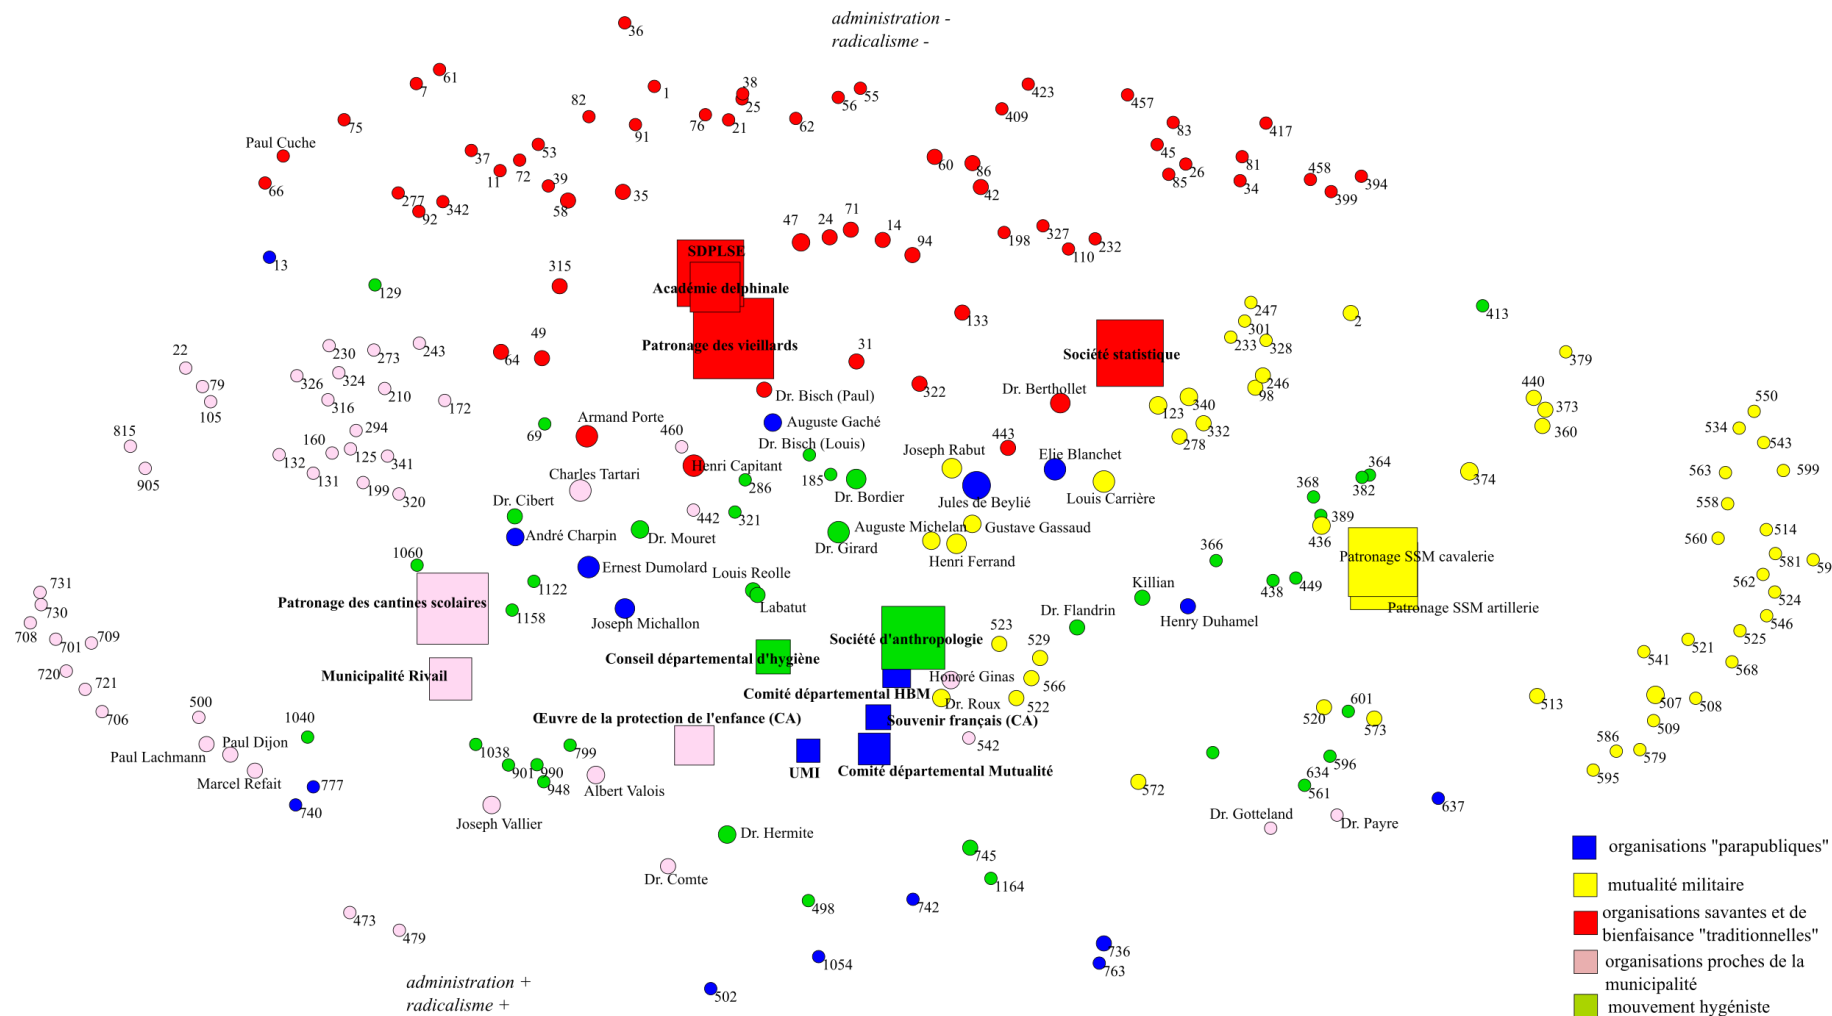 administration -
radicalisme -
36
61
7
1
38
25
82
76
21
91
62
56
55
423
409
457
83
417
75
Paul Cuche
66
37
11
72
53
39
58
35
277
92
342
60
86
42
45
85
26
81
34
458
399
394
47
24
71
14
94
198
327
110
232
13
129
315
SDPLSE
Académie delphinale
Patronage des vieillards
133
Société statistique
247
301
233
328
2
413
246
98
379
22
79
105
230
326
324
316
273
243
210
172
64
49
31
322
Dr. Bisch (Paul)
Dr. Berthollet
123
340
332
278
440
373
360
550
534
543
815
905
132
160
294
125
131
341
199
320
69
Armand Porte
460
Auguste Gaché
Dr. Bisch (Louis)
Henri Capitant
Charles Tartari
286
185
Dr. Bordier
Joseph Rabut
443
Elie Blanchet
Jules de Beylié
Louis Carrière
364
382
368
389
436
374
563
599
558
514
560
581
59
562
524
546
525
568
521
541
Dr. Cibert
André Charpin
442
321
Dr. Mouret
Dr. Girard
Auguste Michelan
Gustave Gassaud
Henri Ferrand
366
438
449
Patronage SSM cavalerie
Patronage SSM artillerie
1060
Ernest Dumolard
Louis Reolle
Labatut
1122
1158
Joseph Michallon
Patronage des cantines scolaires
Killian
Henry Duhamel
Dr. Flandrin
731
730
708
701
709
720
721
706
Municipalité Rivail
Conseil départemental d'hygiène
Société d'anthropologie
523
529
566
522
Honoré Ginas
Comité départemental HBM
Dr. Roux
Souvenir français (CA)
Œuvre de la protection de l'enfance (CA)
UMI
Comité départemental Mutualité
542
520
601
573
513
507
508
509
586
579
595
500
Paul Lachmann
Paul Dijon
Marcel Refait
1040
777
740
1038
901
990
948
799
Albert Valois
Joseph Vallier
572
596
634
561
637
Dr. Gotteland
Dr. Payre
Dr. Hermite
Dr. Comte
745
1164
498
742
473
479
1054
502
736
763
administration +
radicalisme +
organisations "parapubliques"
mutualité militaire
organisations savantes et de
bienfaisance "traditionnelles"
organisations proches de la
municipalité
mouvement hygéniste